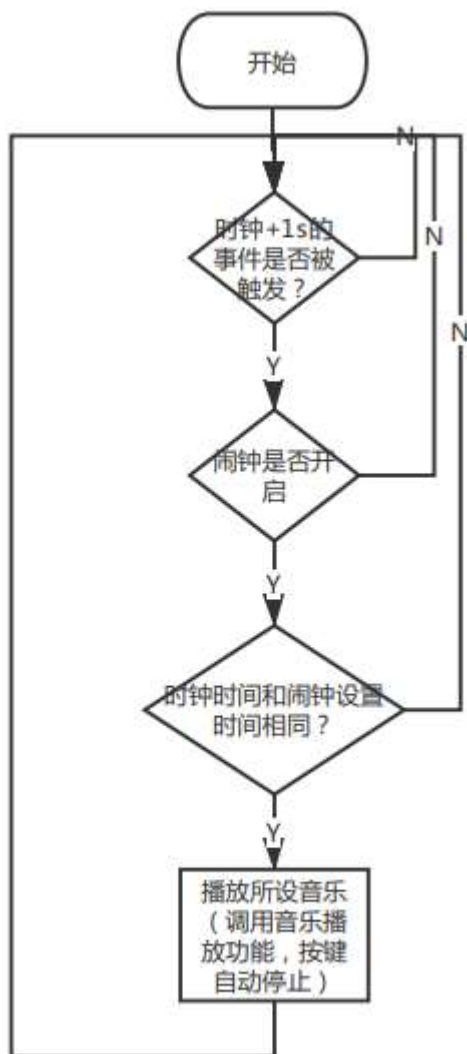 开始
N
时钟+1s的
事件是否被
触发？
N
Y
N
闹钟是否开
启
Y
时钟时间和闹钟设置
时间相同？
Y
播放所设音乐
（调用音乐播
放功能，按键
自动停止）